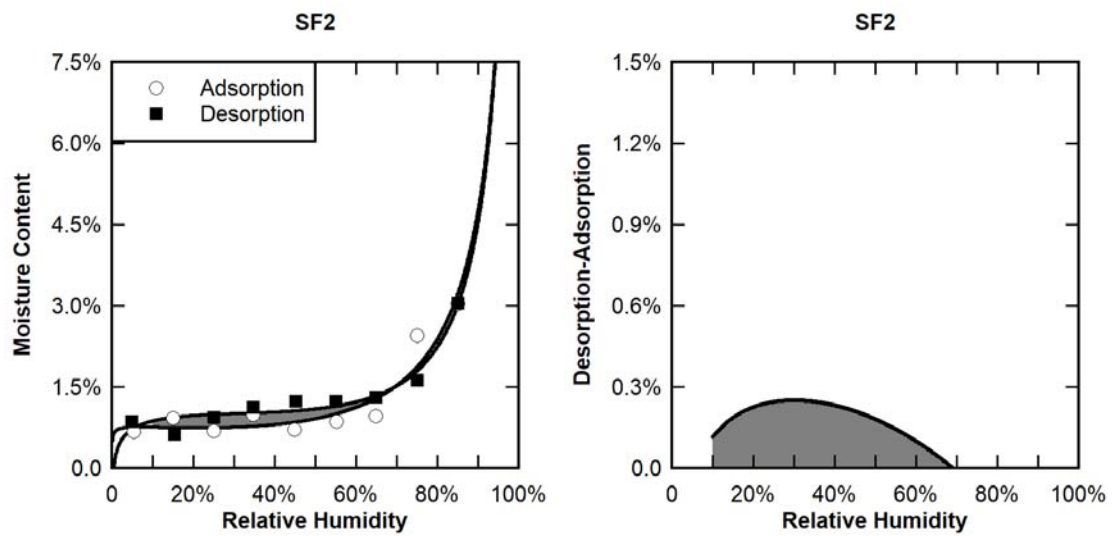 SF2
7.5%
6.0%
4.5%
3.0%
1.5%
0.0
Moisture Content
Adsorption
Desorption
0 20% 40% 60% 80% 100%
Relative Humidity
SF2
1.5%
1.2%
0.9%
0.6%
0.3%
0.0
Desorption-Adsorption
0 20% 40% 60% 80% 100%
Relative Humidity